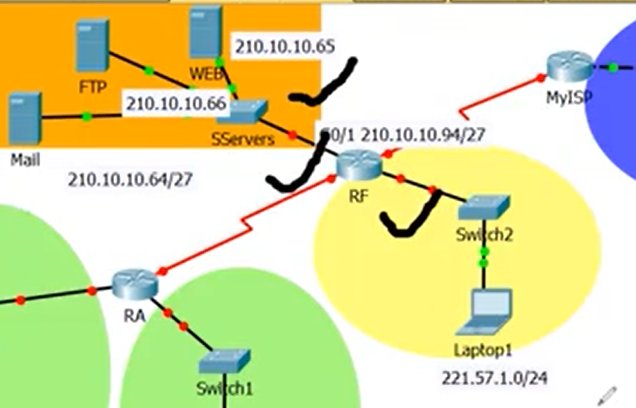 210.10.10.65
FTP
WEB
210.10.10.66
MyISP
SServers
0/1 210.10.10.94/27
Mail
210.10.10.64/27
RF
Switch2
RA
Laptop1
Switch1
221.57.1.0/24